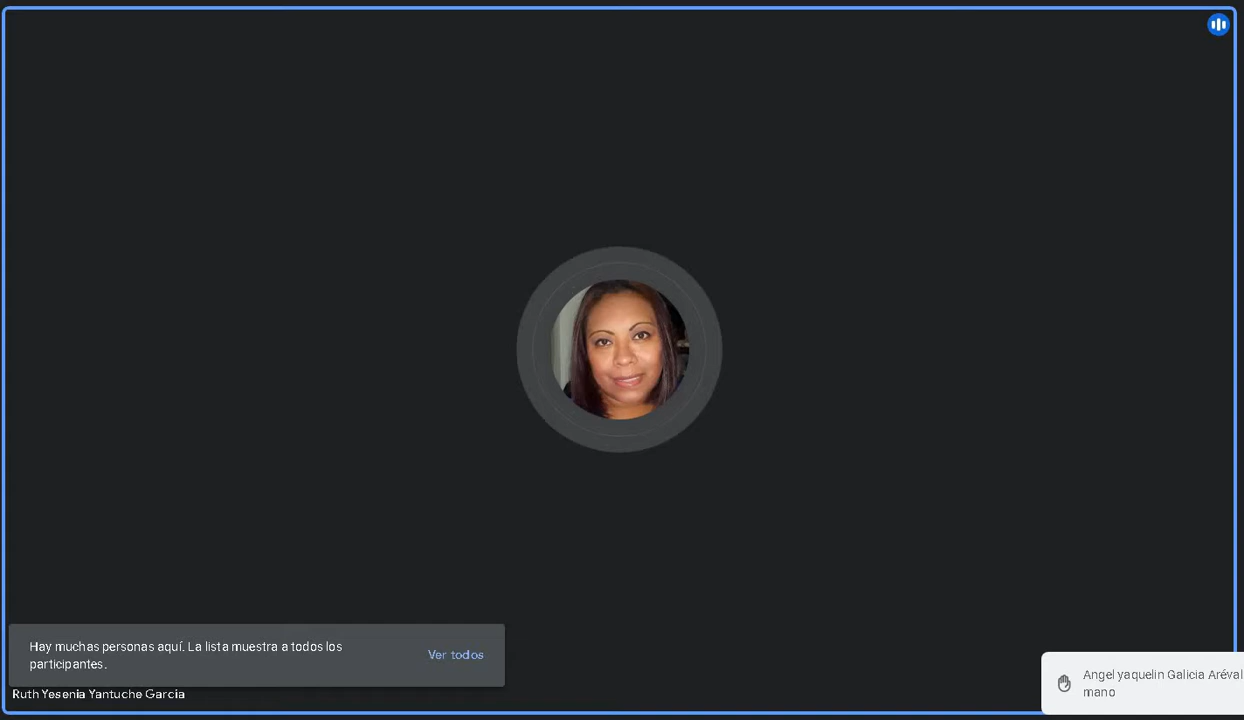 Hay muchas personas aquí. La lista muestra a todos los
participantes.
Ver todos
Ruth Yesenia Yantuche Garcia
Angel yaquelin Galicia Aréval
mano